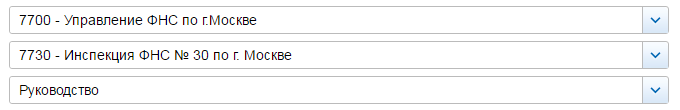 7700 - Управление ФНС по г.Москве
7730 - Инспекция ФНС № 30 по г. Москве
Руководство